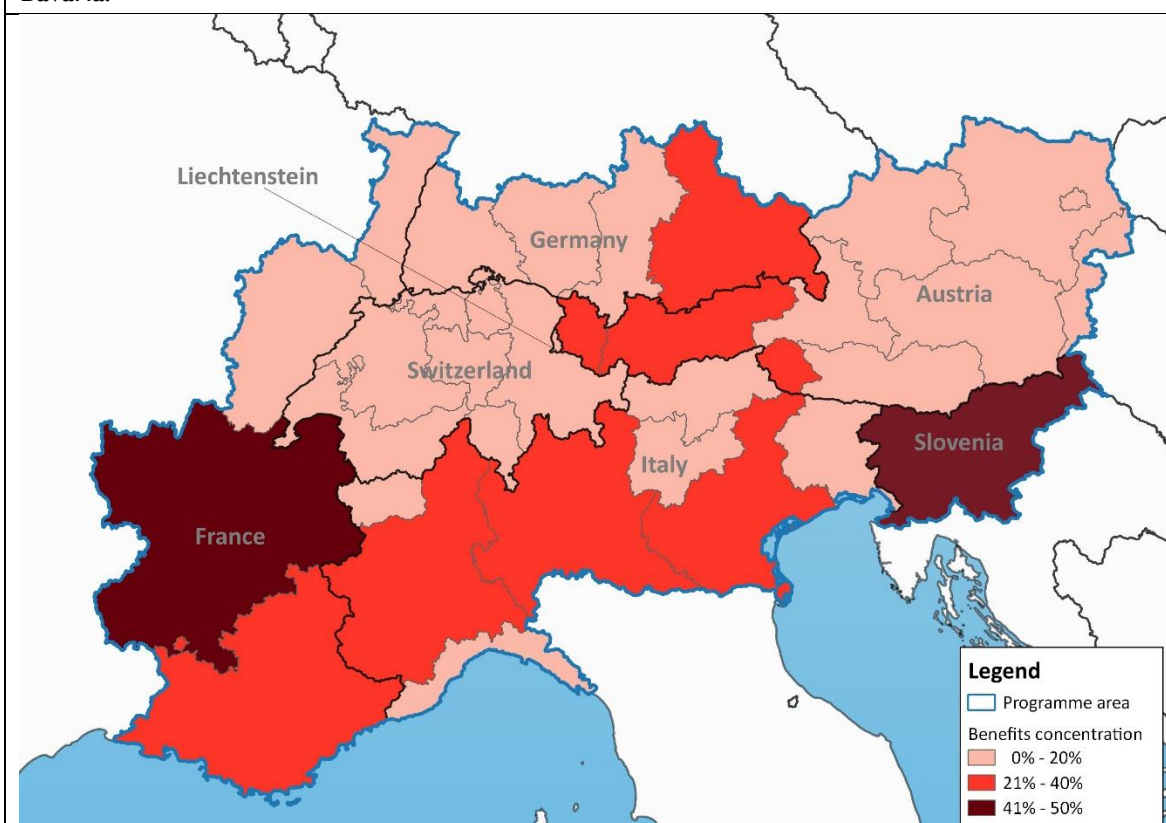 Bavaria.
Liechtenstein
Germany
Austria
Switzerland
Slovenia
Italy
France
Legend
Programme area
Benefits concentration
0% - 20%
21% - 40%
41% - 50%